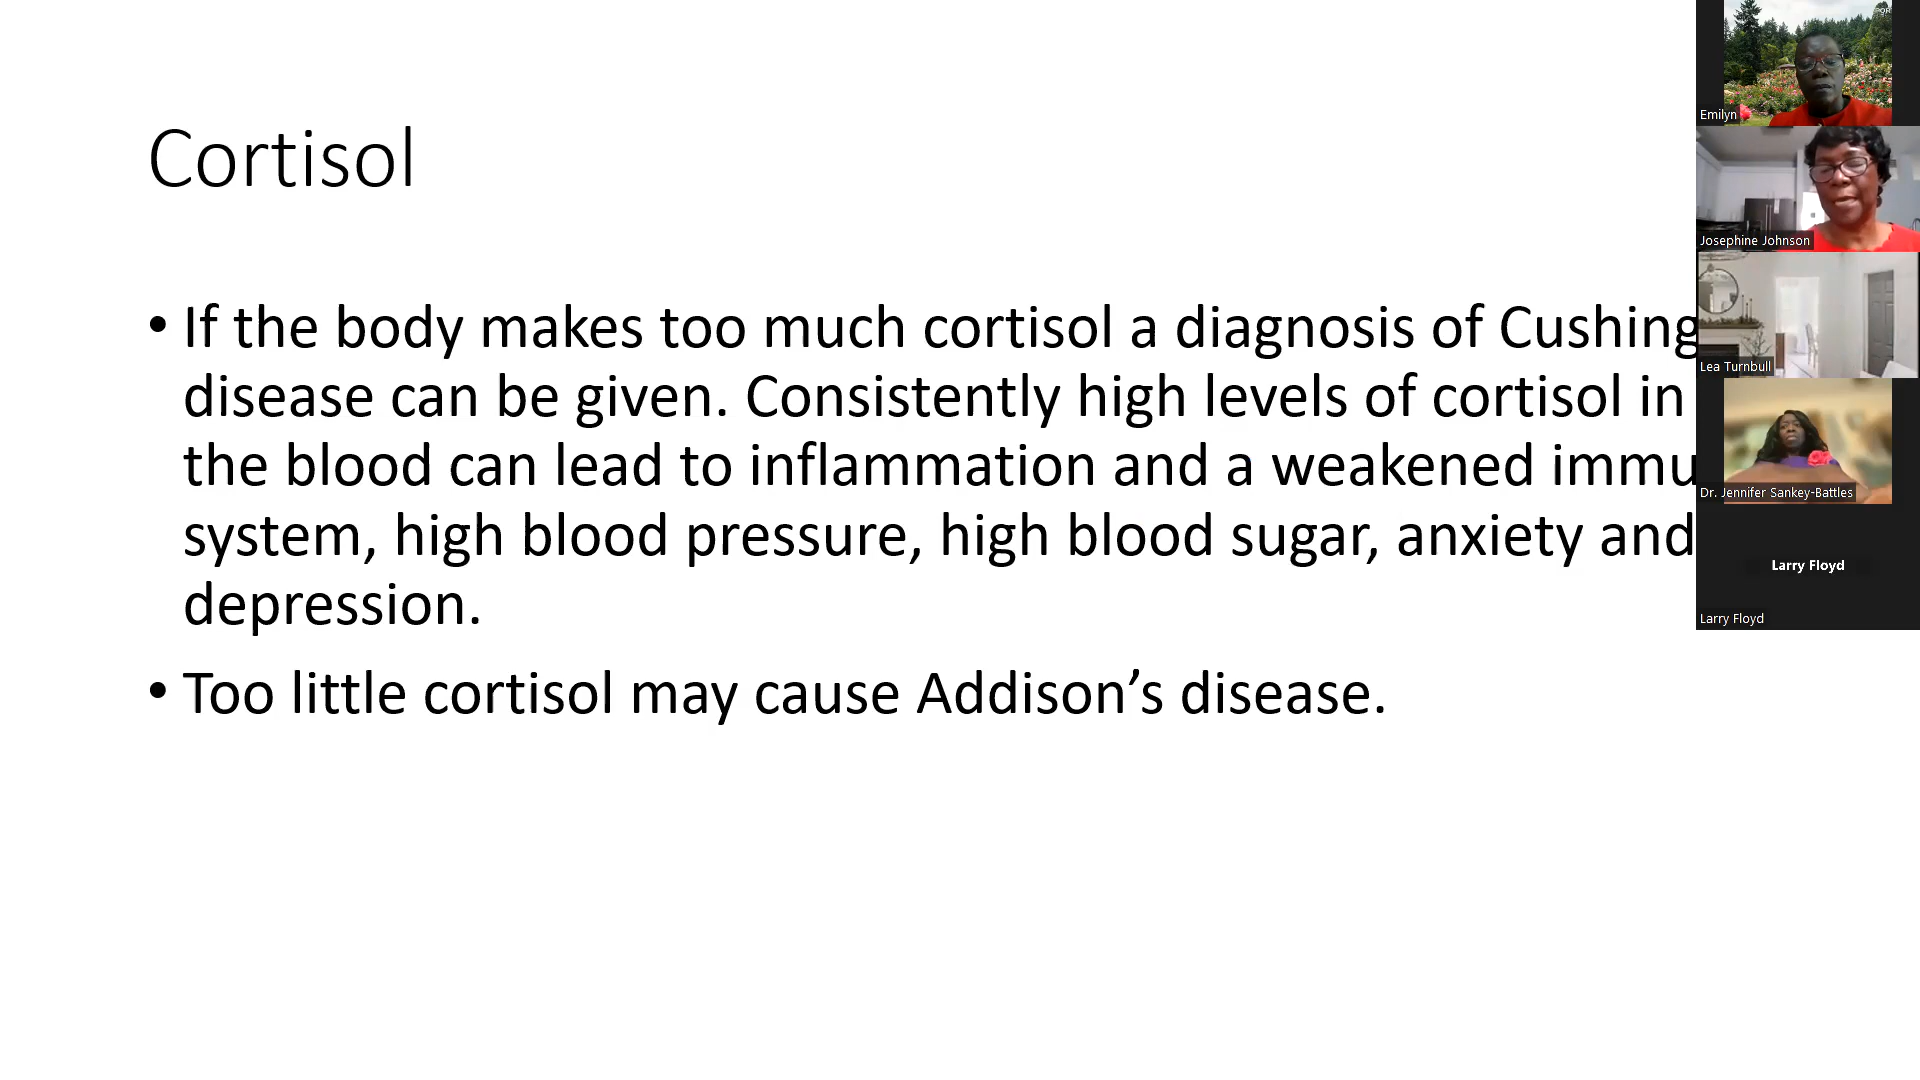 Cortisol
• If the body makes too much cortisol a diagnosis of Cushing
disease can be given. Consistently high levels of cortisol in
the blood can lead to inflammation and a weakened immu
system, high blood pressure, high blood sugar, anxiety and
depression.
• Too little cortisol may cause Addison’s disease.
Emilyn
Josephine Johnson
Lea Turnbull
Dr. Jennifer Sankey-Battles
Larry Floyd
Larry Floyd